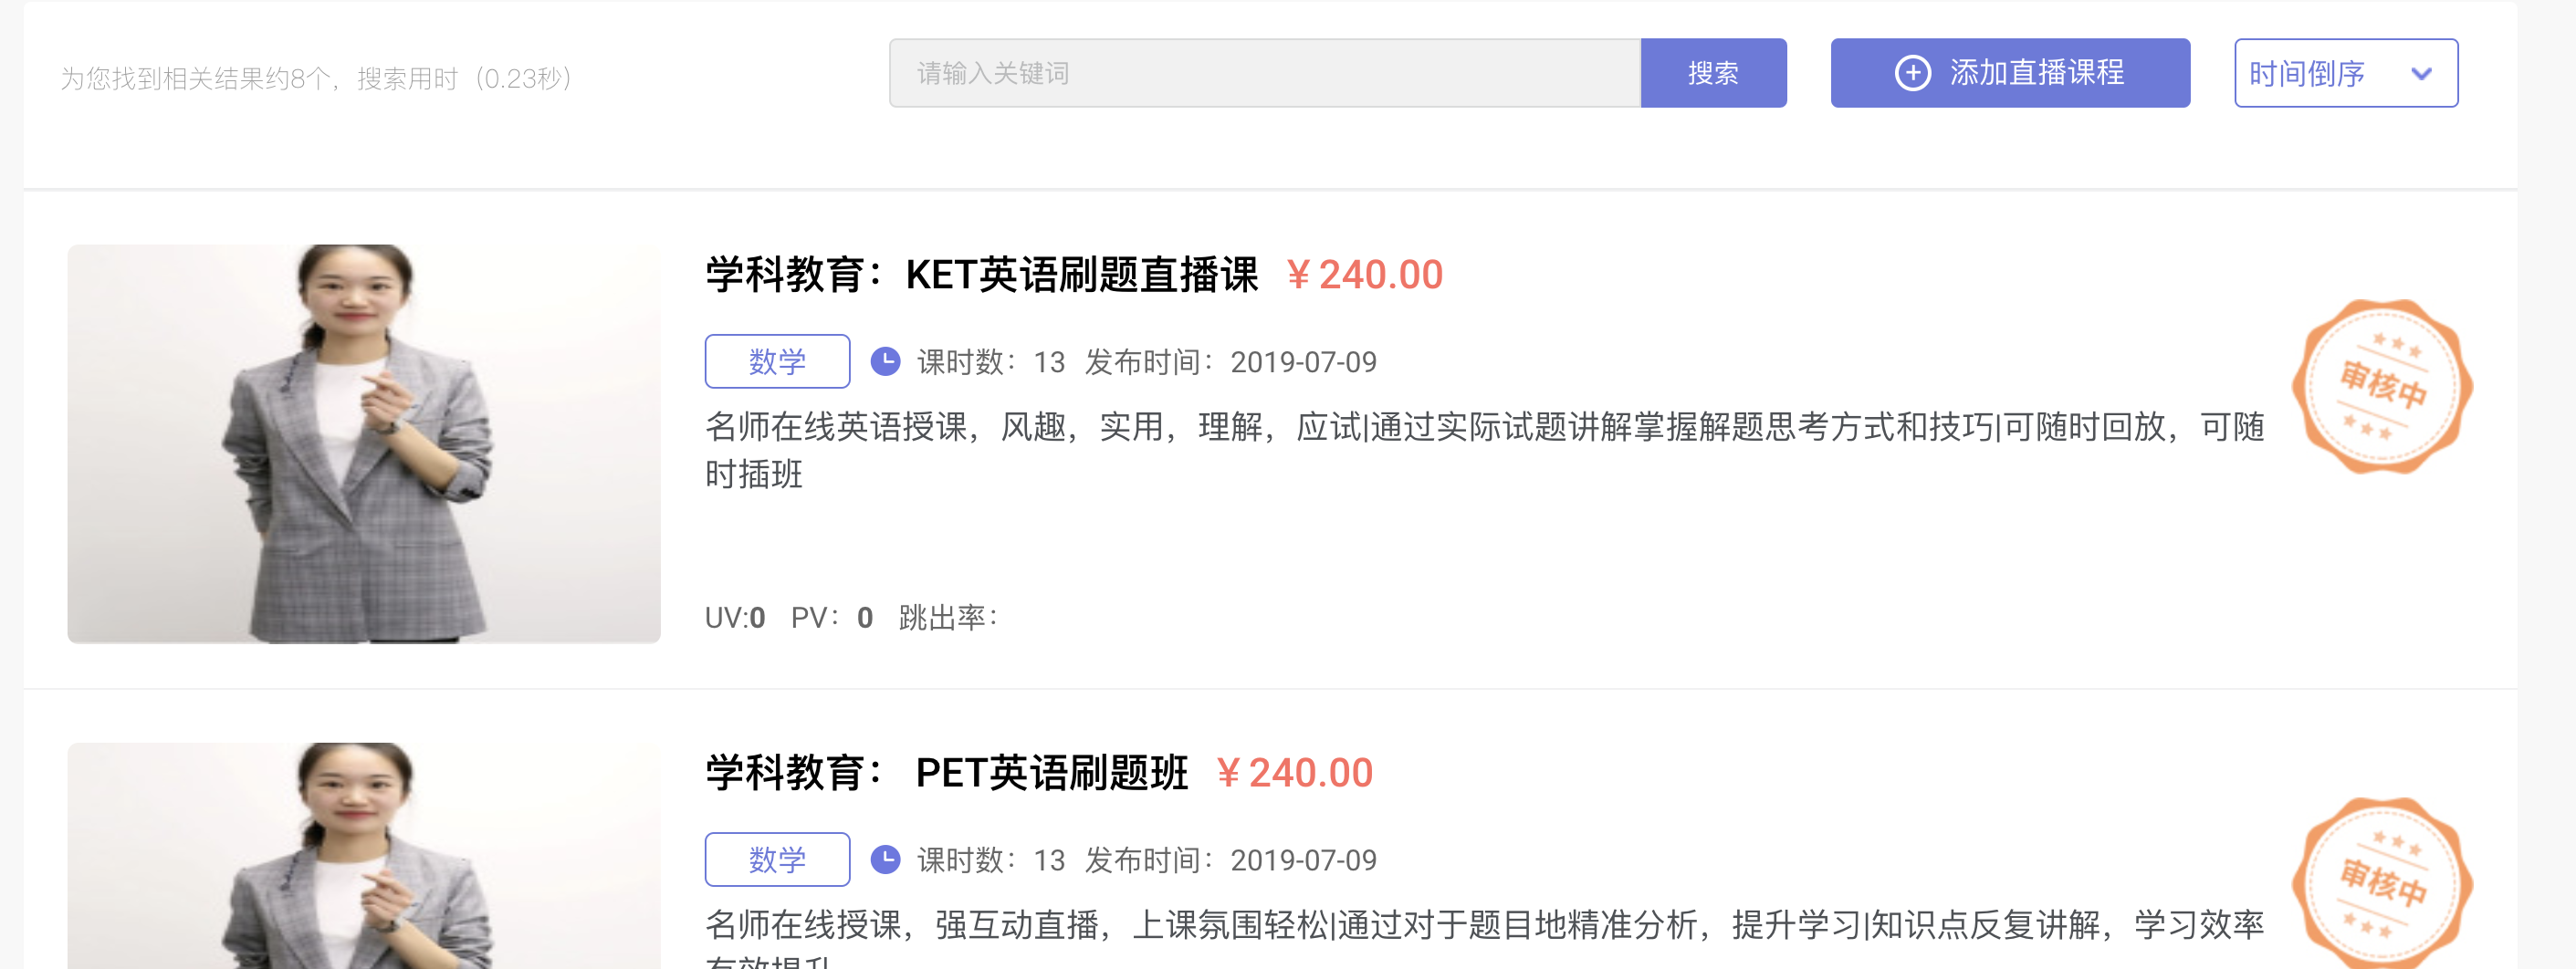 为您找到相关结果约8个，搜索用时（0.23秒）
请输入关键词
搜索
添加直播课程
时间倒序
学科教育：KET英语刷题直播课 ¥ 240.00
数学 课时数：13 发布时间：2019-07-09
名师在线英语授课，风趣，实用，理解，应试|通过实际试题讲解掌握解题思考方式和技巧|可随时回放，可随
时插班
审核中
UV:0 PV：0 跳出率：
学科教育： PET英语刷题班 ¥ 240.00
数学 课时数：13 发布时间：2019-07-09
名师在线授课，强互动直播，上课氛围轻松|通过对于题目地精准分析，提升学习|知识点反复讲解，学习效率
有效提升
审核中